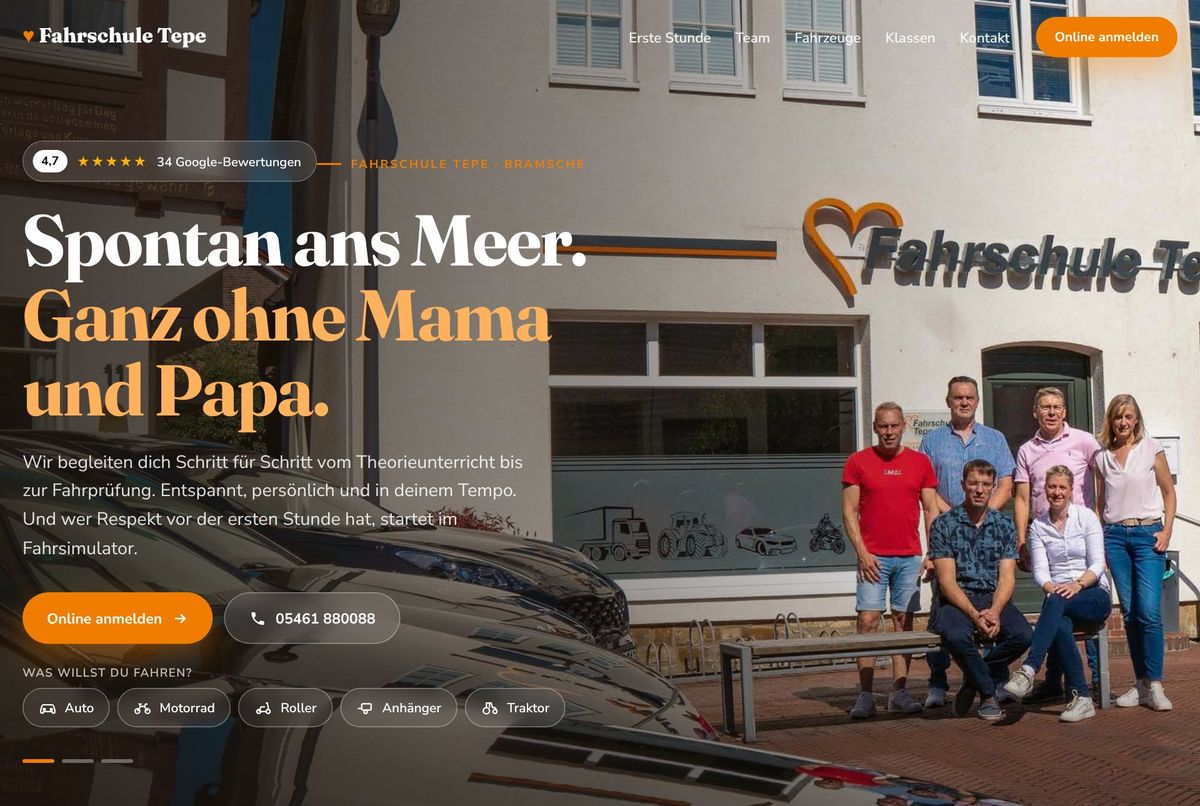 Fahrschule Tepe
Erste Stunde
Team
Fahrzeuge
Klassen
Kontakt
Online anmelden
4,7 ★★★★★ 34 Google-Bewertungen
FAHRSCHULE TEPE · BRAMSCHE
Spontan ans Meer.
Ganz ohne Mama
und Papa.
Fahrschule Te
Wir begleiten dich Schritt für Schritt vom Theorieunterricht bis
zur Fahrprüfung. Entspannt, persönlich und in deinem Tempo.
Und wer Respekt vor der ersten Stunde hat, startet im
Fahrsimulator.
Online anmelden →
05461 880088
WAS WILLST DU FAHREN?
Auto
Motorrad
Roller
Anhänger
Traktor